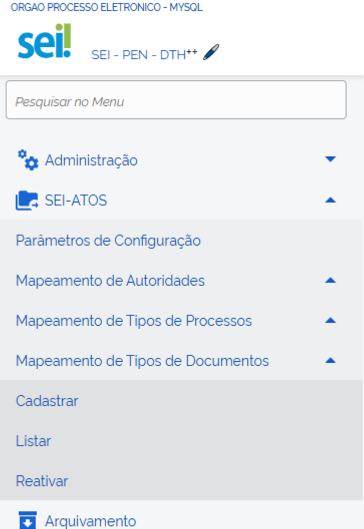 ORGAO PROCESSO ELETRONICO - MYSQL
sei!
SEI - PEN - DTH++
Pesquisar no Menu
Administração
SEI-ATOS
Parâmetros de Configuração
Mapeamento de Autoridades
Mapeamento de Tipos de Processos
Mapeamento de Tipos de Documentos
Cadastrar
Listar
Reativar
Arquivamento